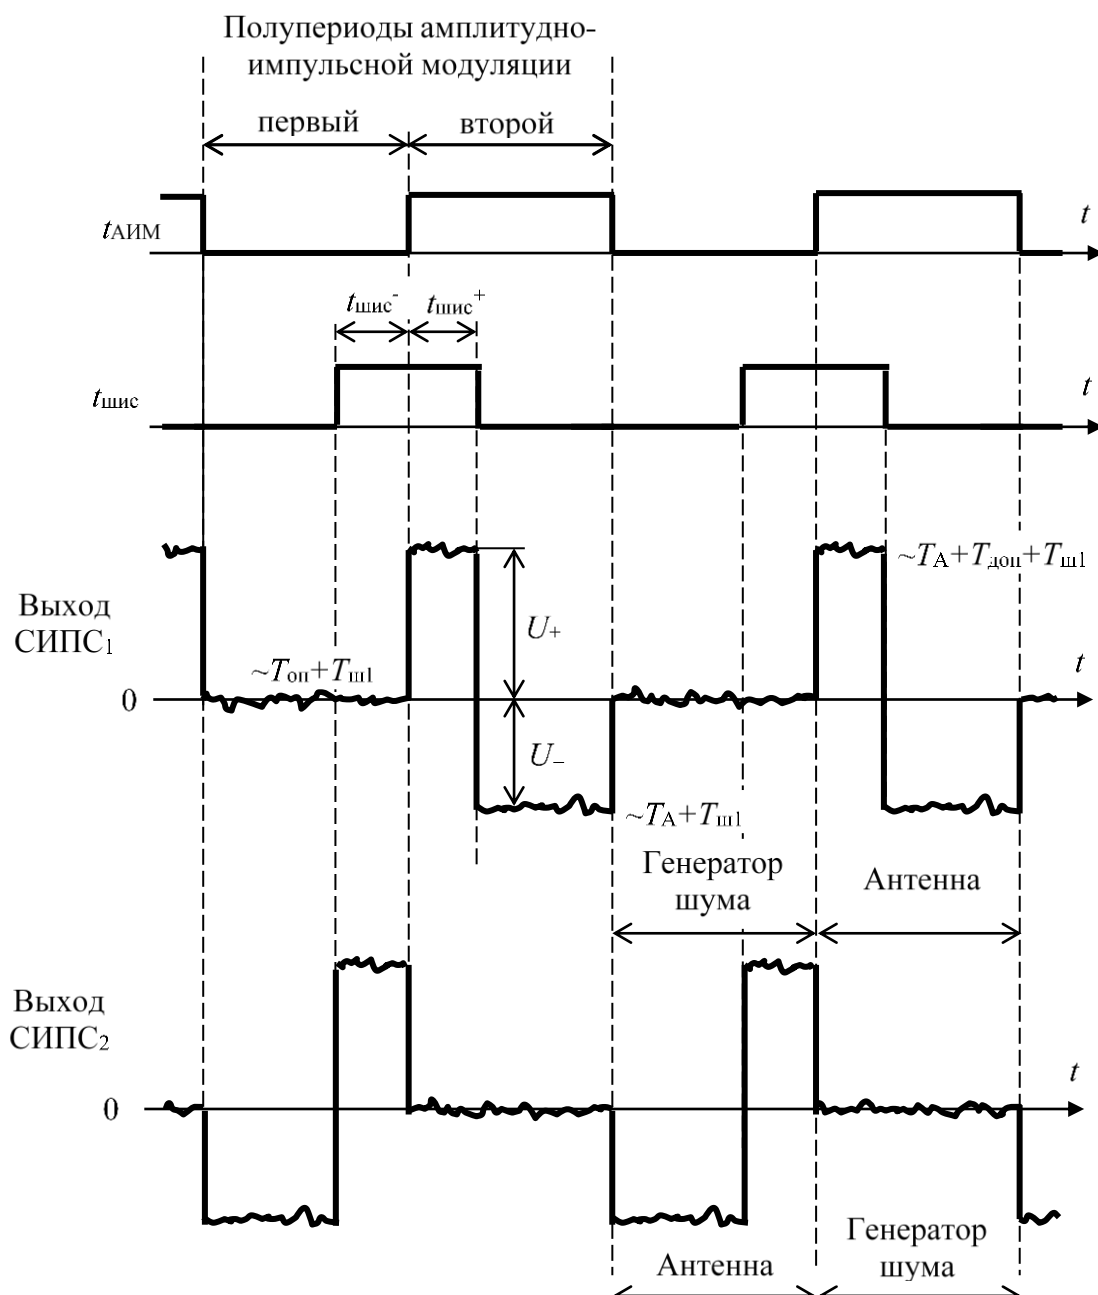 Полупериоды амплитудно-
импульсной модуляции
первый
второй
tАИМ
t
tшис-
tшис+
tшис
t
~TА+Tдоп+Tш1
Выход
СИПС1
U+
~Tоп+Tш1
t
0
U–
~TА+Tш1
Генератор
шума
Антенна
Выход
СИПС2
t
0
Генератор
шума
Антенна